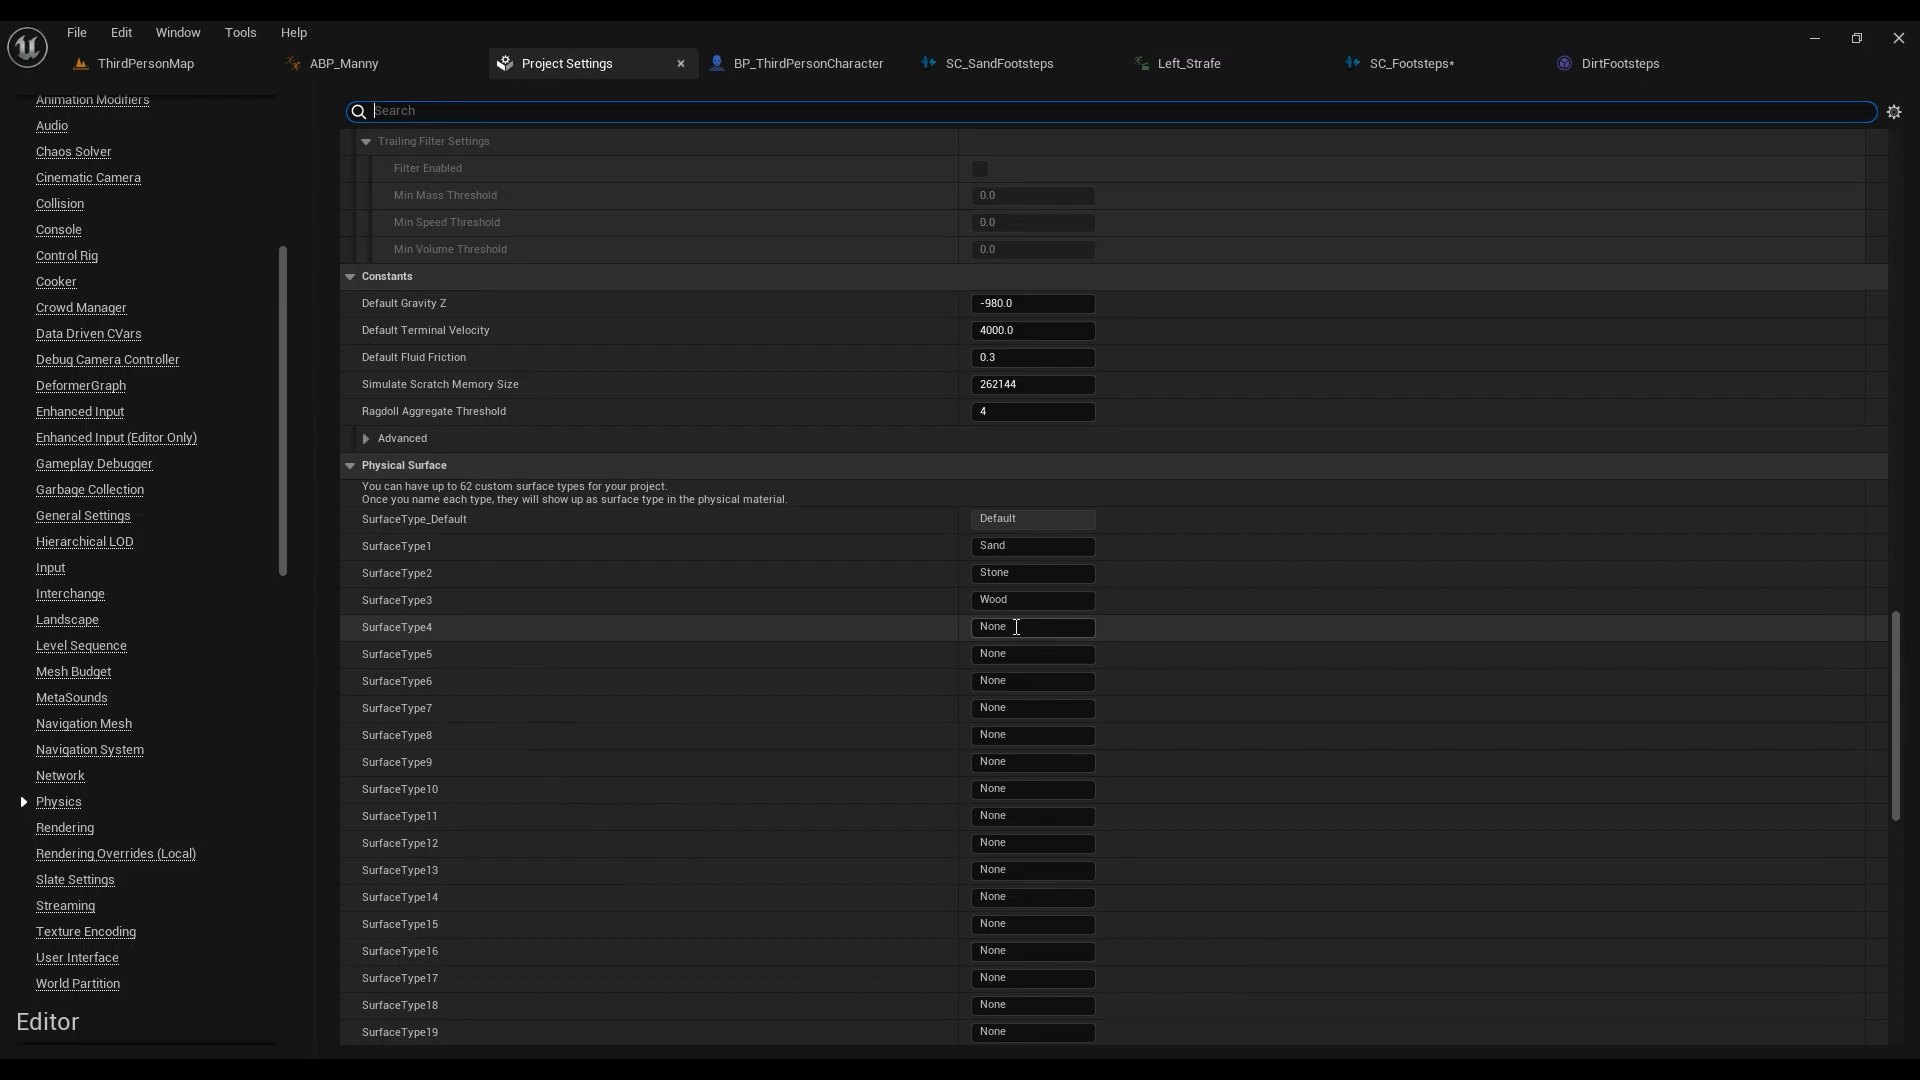 File Edit Window Tools Help
ThirdPersonMap ABP_Manny Project Settings BP_ThirdPersonCharacter SC_SandFootsteps Left_Strafe SC_Footsteps* DirtFootsteps
Animation Modifiers
Audio
Chaos Solver
Cinematic Camera
Collision
Console
Control Rig
Cooker
Crowd Manager
Data Driven CVars
Debug Camera Controller
DeformerGraph
Enhanced Input
Enhanced Input (Editor Only)
Gameplay Debugger
Garbage Collection
General Settings
Hierarchical LOD
Input
Interchange
Landscape
Level Sequence
Mesh Budget
MetaSounds
Navigation Mesh
Navigation System
Network
Physics
Rendering
Rendering Overrides (Local)
Slate Settings
Streaming
Texture Encoding
User Interface
World Partition
Editor
Search
Trailing Filter Settings
Filter Enabled
Min Mass Threshold 0.0
Min Speed Threshold 0.0
Min Volume Threshold 0.0
Constants
Default Gravity Z -980.0
Default Terminal Velocity 4000.0
Default Fluid Friction 0.3
Simulate Scratch Memory Size 262144
Ragdoll Aggregate Threshold 4
Advanced
Physical Surface
You can have up to 62 custom surface types for your project.
Once you name each type, they will show up as surface type in the physical material.
SurfaceType_Default Default
SurfaceType1 Sand
SurfaceType2 Stone
SurfaceType3 Wood
SurfaceType4 None
SurfaceType5 None
SurfaceType6 None
SurfaceType7 None
SurfaceType8 None
SurfaceType9 None
SurfaceType10 None
SurfaceType11 None
SurfaceType12 None
SurfaceType13 None
SurfaceType14 None
SurfaceType15 None
SurfaceType16 None
SurfaceType17 None
SurfaceType18 None
SurfaceType19 None